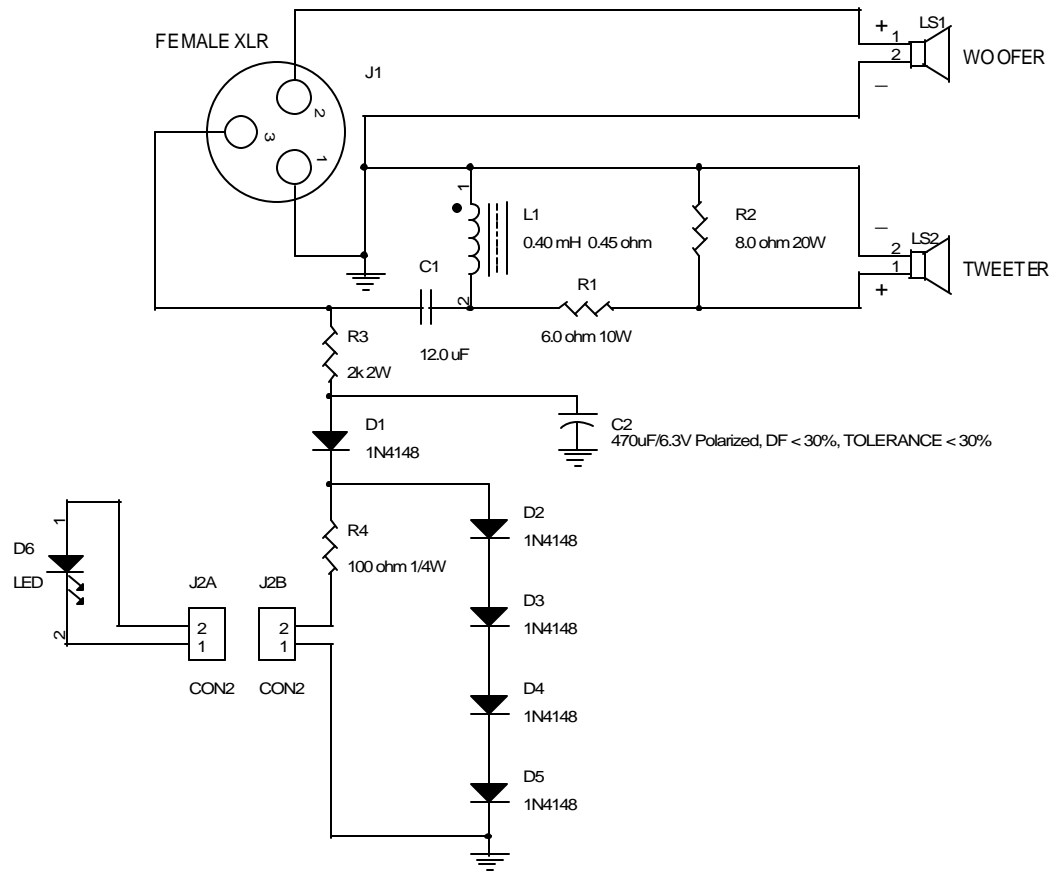 FEMALE XLR
J1
2
3
1
LS1
+
1
2
–
WOOFER
1
L1
0.40 mH 0.45 ohm
2
R2
8.0 ohm 20W
–
LS2
2
1
+
TWEETER
C1
12.0 uF
R1
6.0 ohm 10W
R3
2k 2W
D1
1N4148
C2
470uF/6.3V Polarized, DF < 30%, TOLERANCE < 30%
1
D6
LED
2
J2A
2
1
CON2
J2B
2
1
CON2
R4
100 ohm 1/4W
D2
1N4148
D3
1N4148
D4
1N4148
D5
1N4148